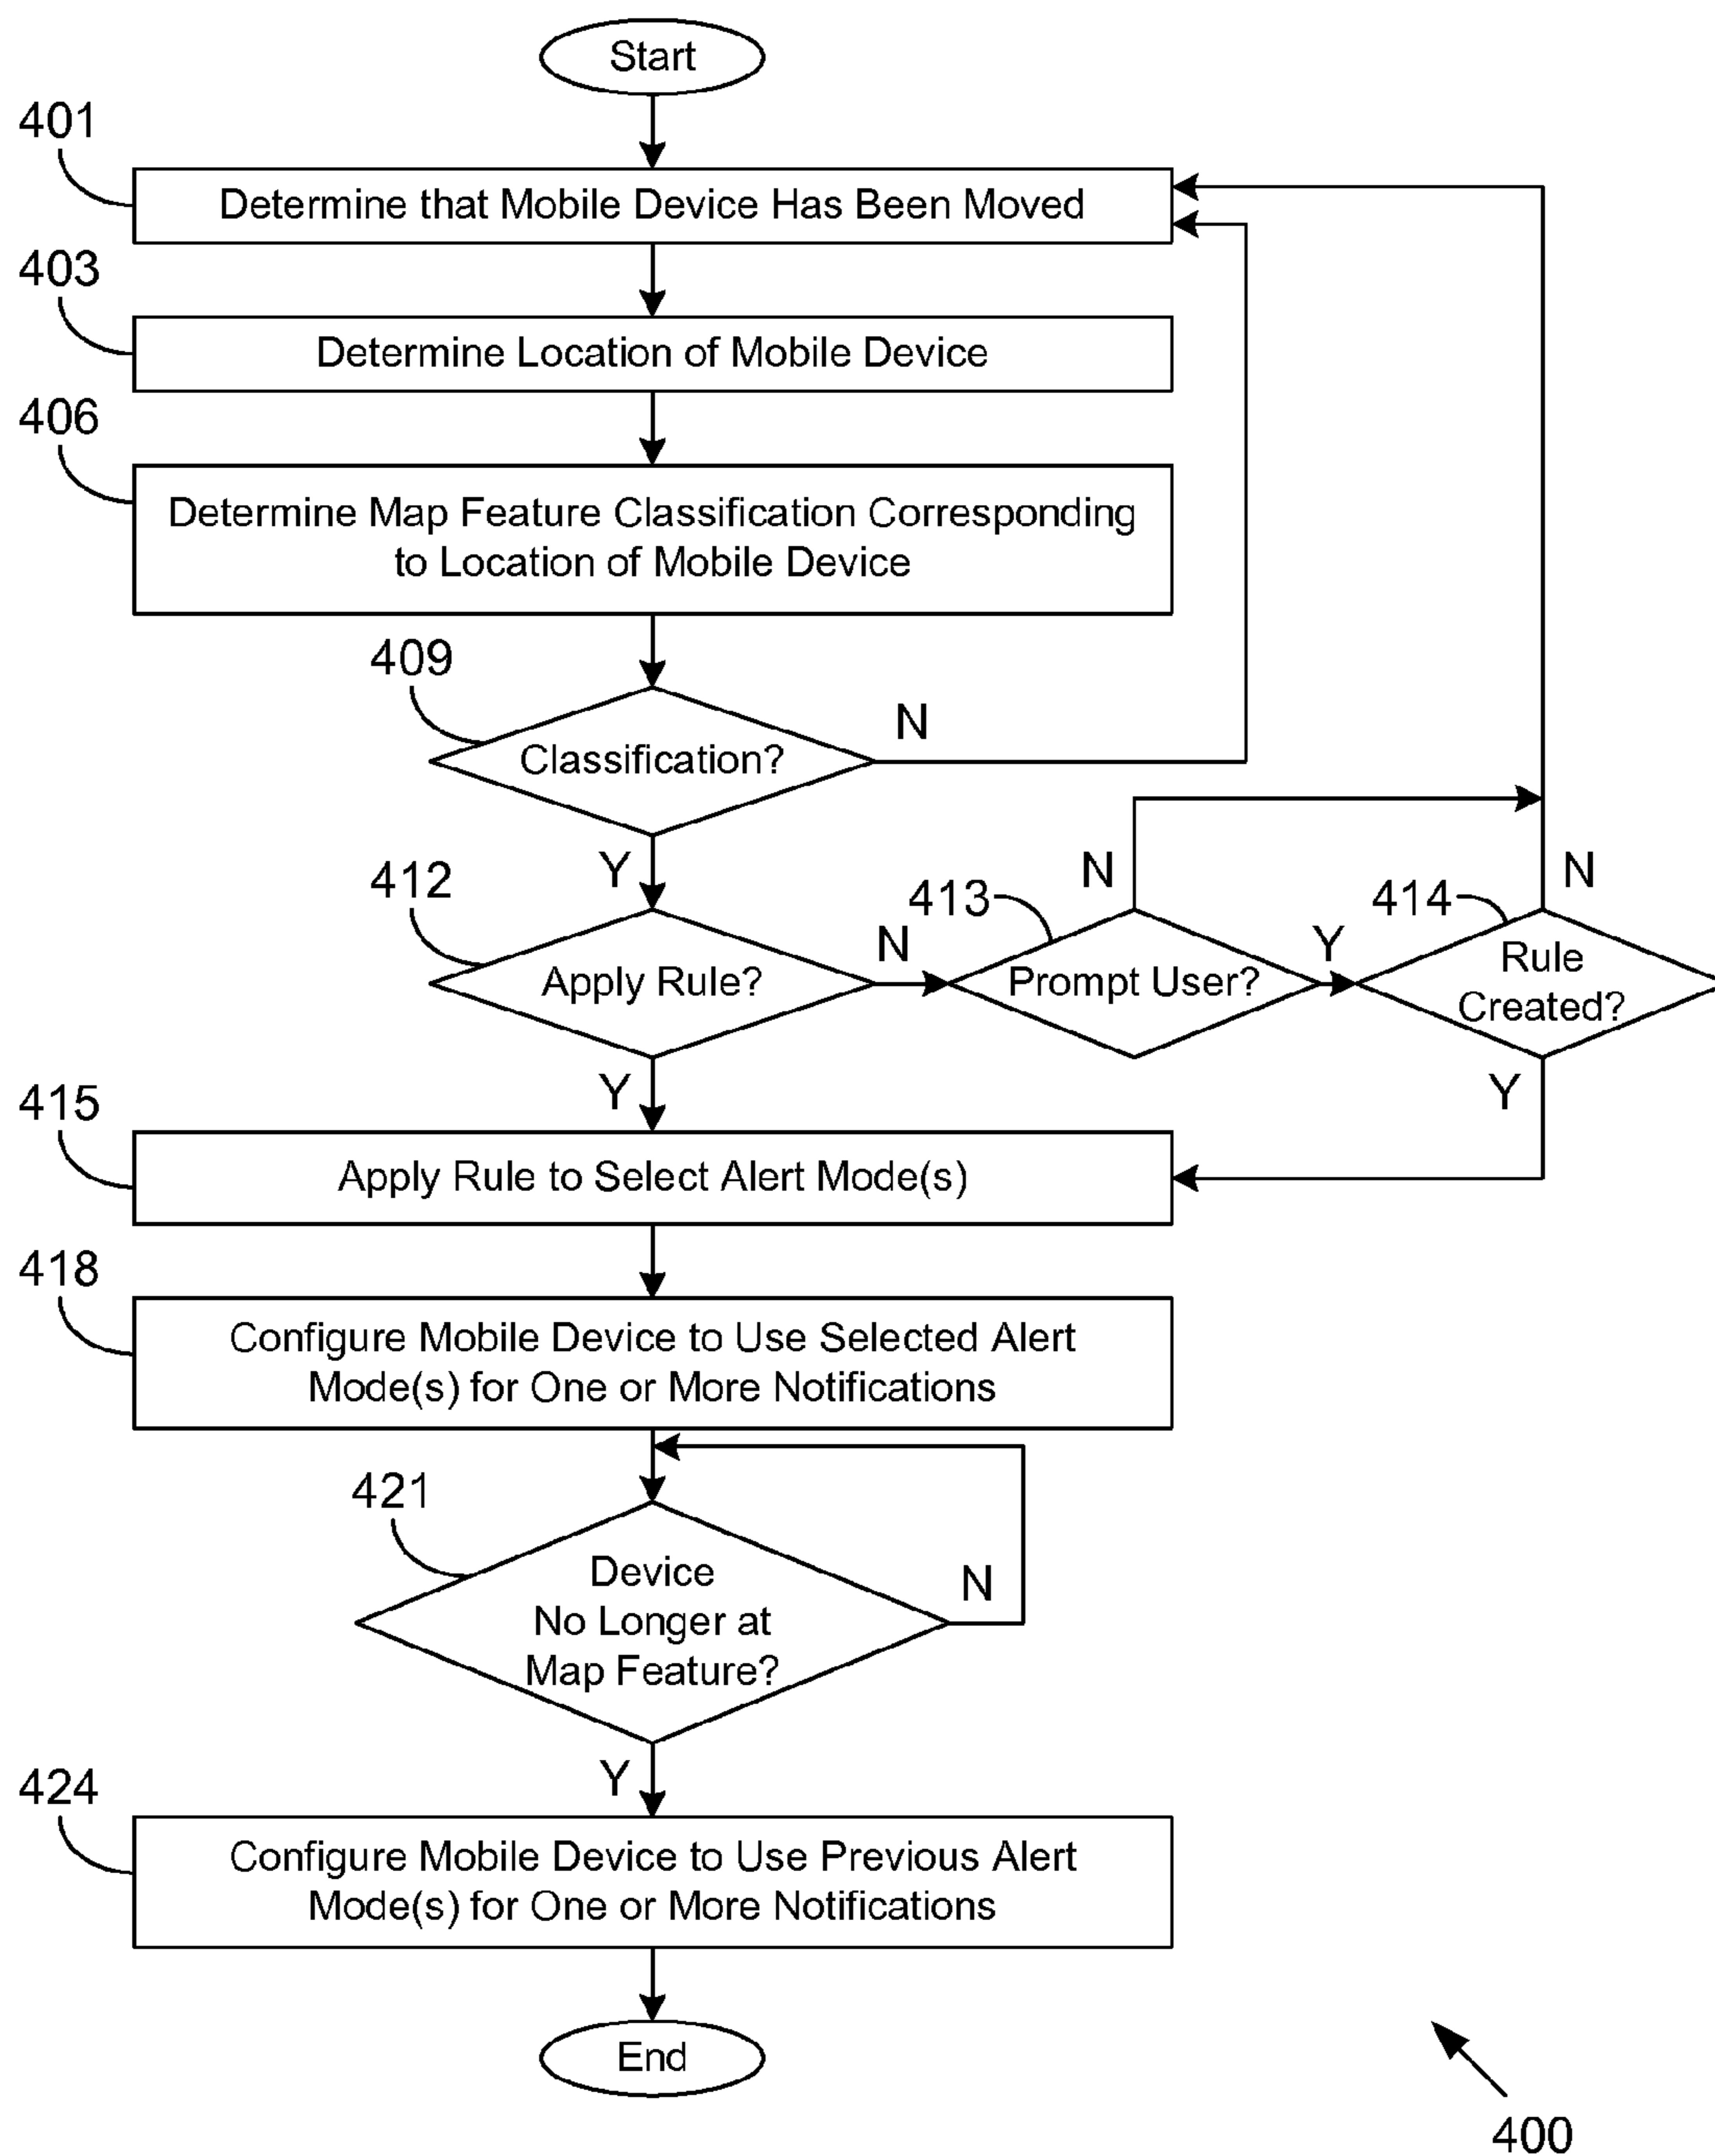 Start
401
Determine that Mobile Device Has Been Moved
403
Determine Location of Mobile Device
406
Determine Map Feature Classification Corresponding
to Location of Mobile Device
409
Classification?
N
Y
412
Apply Rule?
N
413
Prompt User?
N
Y
414
Rule
Created?
N
Y
Y
415
Apply Rule to Select Alert Mode(s)
418
Configure Mobile Device to Use Selected Alert
Mode(s) for One or More Notifications
421
Device
No Longer at
Map Feature?
N
Y
424
Configure Mobile Device to Use Previous Alert
Mode(s) for One or More Notifications
End
400